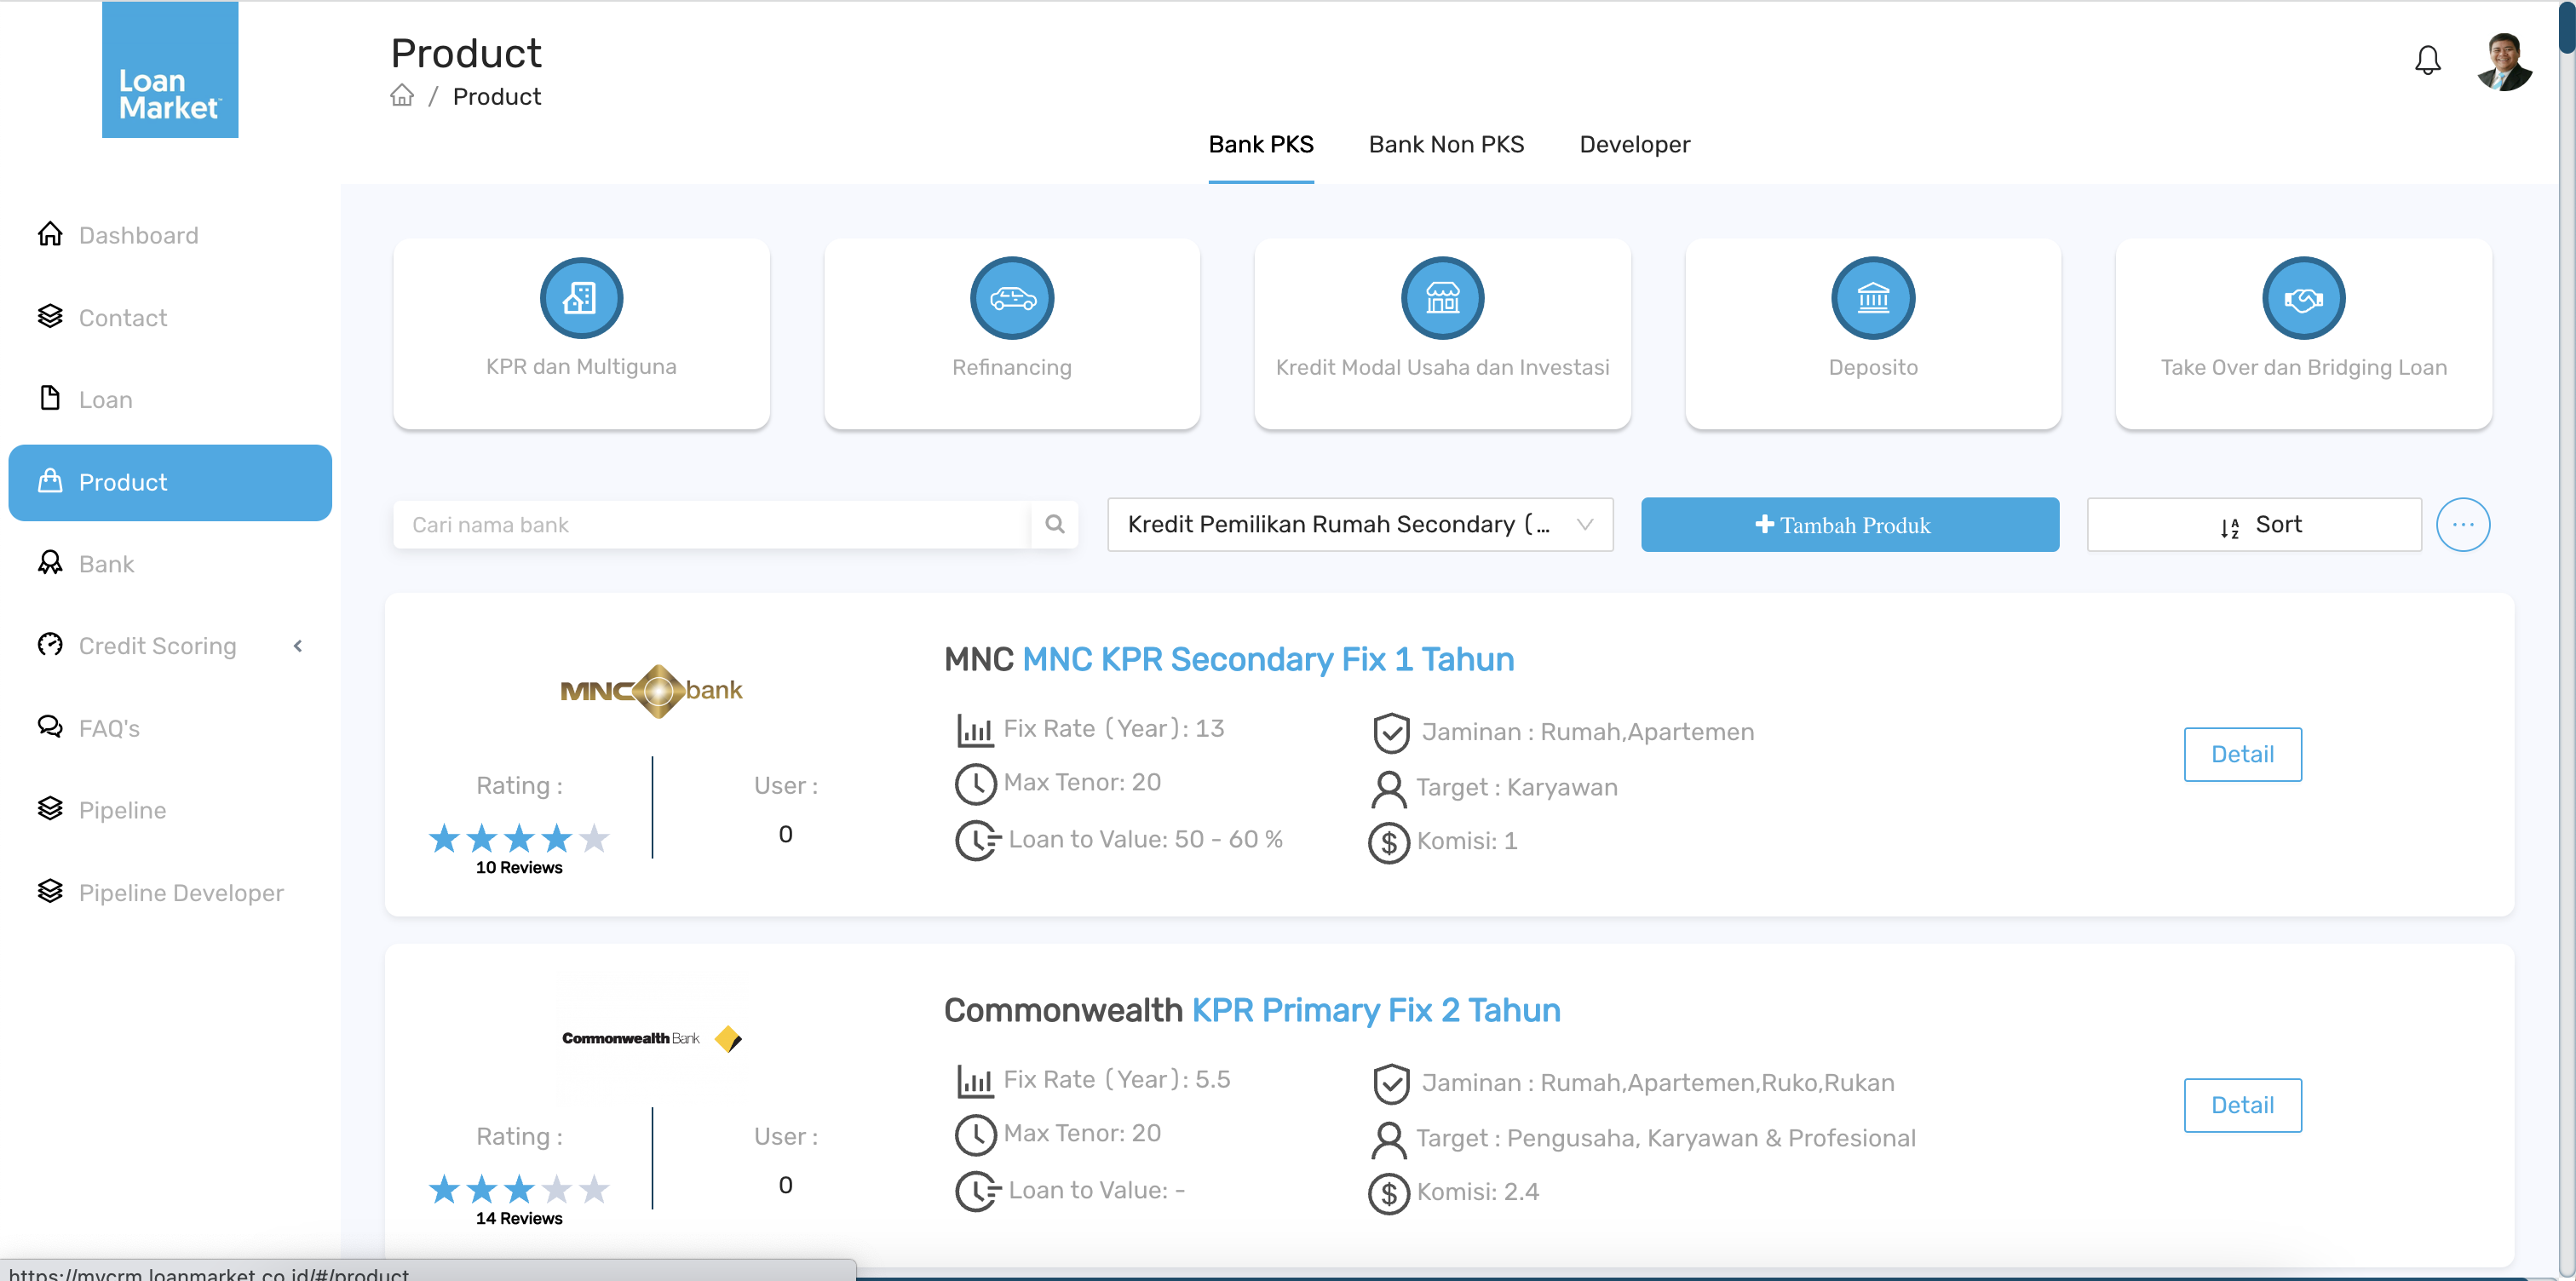 Loan
Market
Product
/ Product
Bank PKS
Bank Non PKS
Developer
Dashboard
Contact
Loan
Product
Bank
Credit Scoring
FAQ's
Pipeline
Pipeline Developer
KPR dan Multiguna
Refinancing
Kredit Modal Usaha dan Investasi
Deposito
Take Over dan Bridging Loan
Cari nama bank
Kredit Pemilikan Rumah Secondary (...
+ Tambah Produk
Sort
MNC bank
Rating :
User :
0
10 Reviews
MNC MNC KPR Secondary Fix 1 Tahun
Fix Rate (Year): 13
Max Tenor: 20
Loan to Value: 50 - 60 %
Jaminan : Rumah,Apartemen
Target : Karyawan
Komisi: 1
Detail
CommonwealthBank
Rating :
User :
0
14 Reviews
Commonwealth KPR Primary Fix 2 Tahun
Fix Rate (Year): 5.5
Max Tenor: 20
Loan to Value: -
Jaminan : Rumah,Apartemen,Ruko,Rukan
Target : Pengusaha, Karyawan & Profesional
Komisi: 2.4
Detail
https://mycrm.loanmarket.co.id/#/product